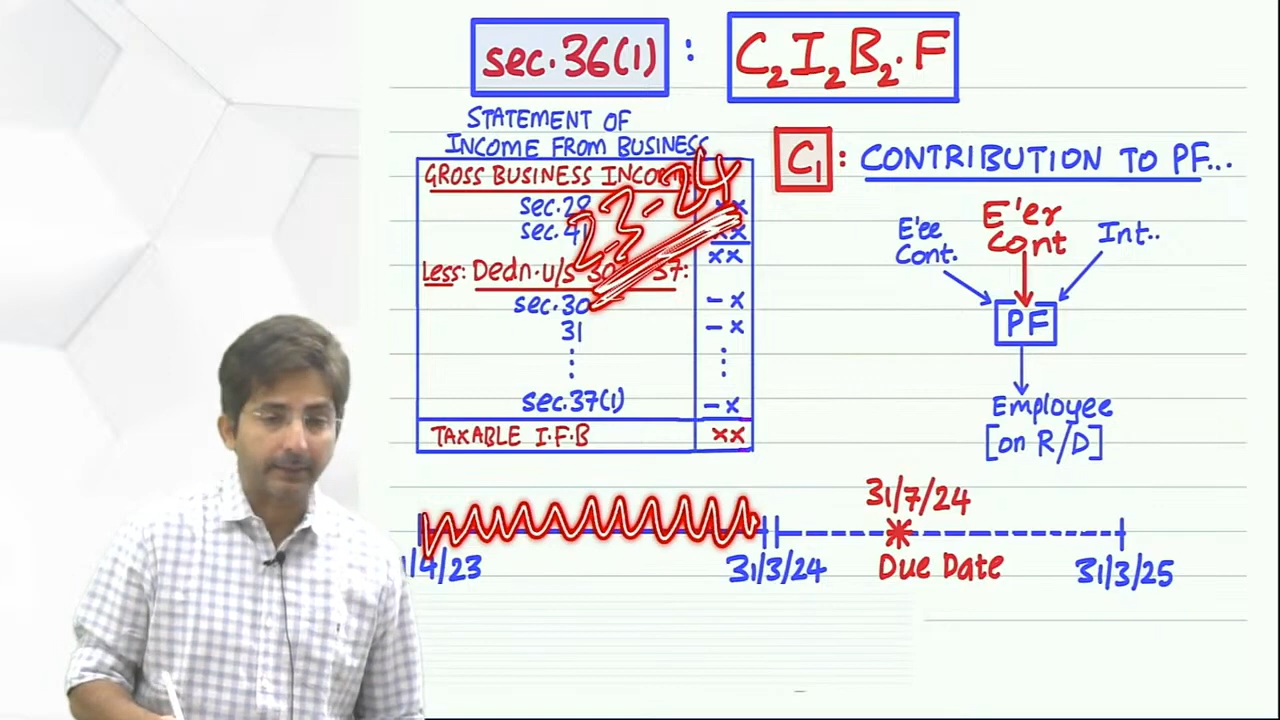 sec.36(1) : C₂I₂B₂.F
STATEMENT OF
INCOME FROM BUSINESS
GROSS BUSINESS INCOME:
sec.28 xx
sec.41 xx
xx
Less: Dedn.u/s 30 37:
sec.30 - x
31 - x
sec.37(1) - x
TAXABLE I.F.B xx
23-24
C₁ : CONTRIBUTION TO PF...
E'ee
Cont.
E'er
Cont
Int..
PF
Employee
[on R/D]
31/7/24
1/4/23 31/3/24 Due Date 31/3/25